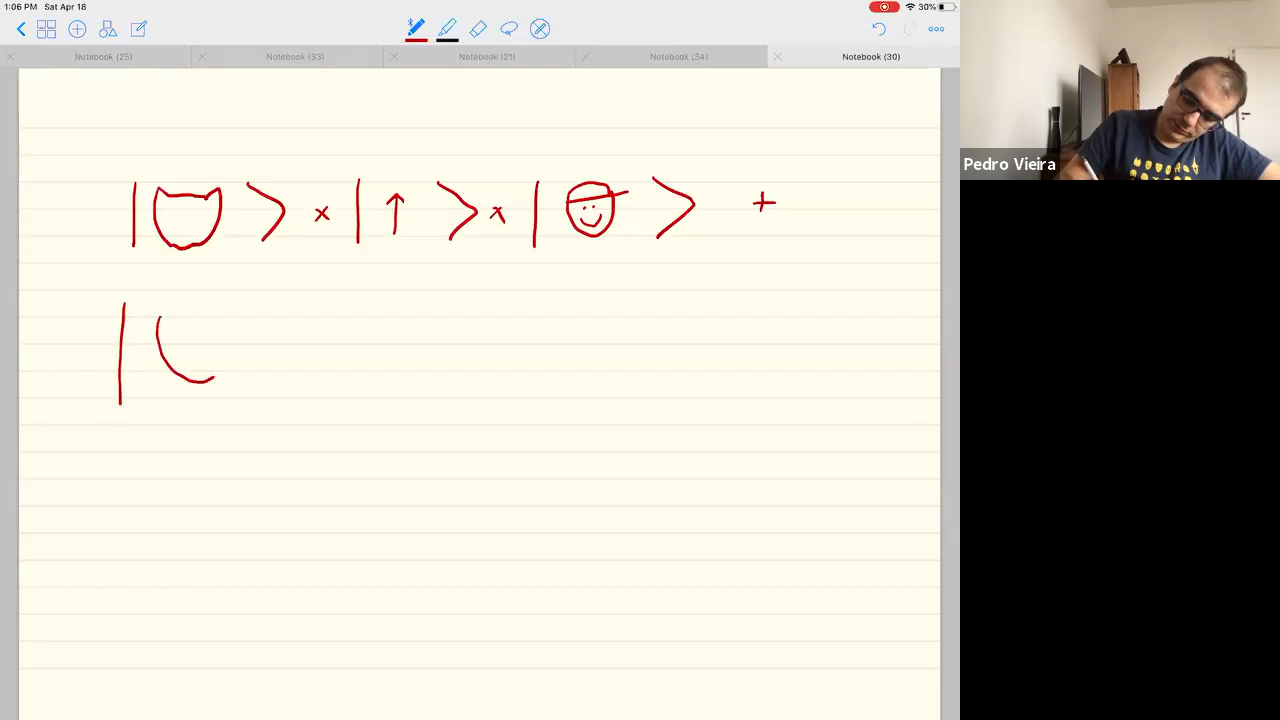 1:06 PM Sat Apr 18 30%
Notebook (25) Notebook (33) Notebook (21) Notebook (34) Notebook (30)
| > x | ↑ > x | > +
|
Pedro Vieira